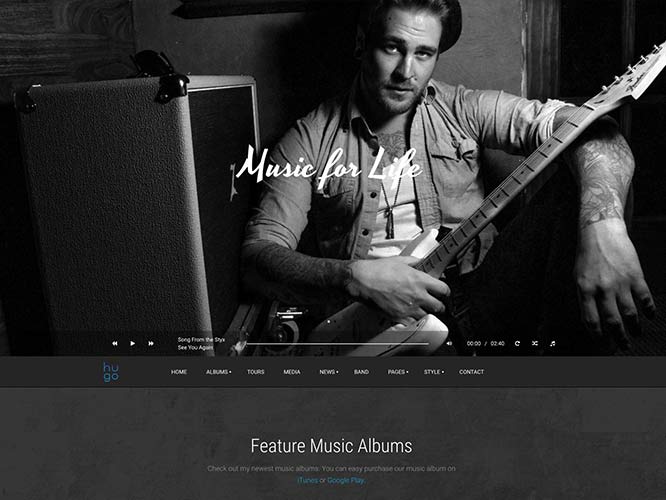 Music for Life
Song From the Styx
See You Again
00:00 / 02:40
hu
go
HOME ALBUMS TOURS MEDIA NEWS BAND PAGES STYLE CONTACT
Feature Music Albums
Check out my newest music albums. You can easy purchase our music album on
iTunes or Google Play.